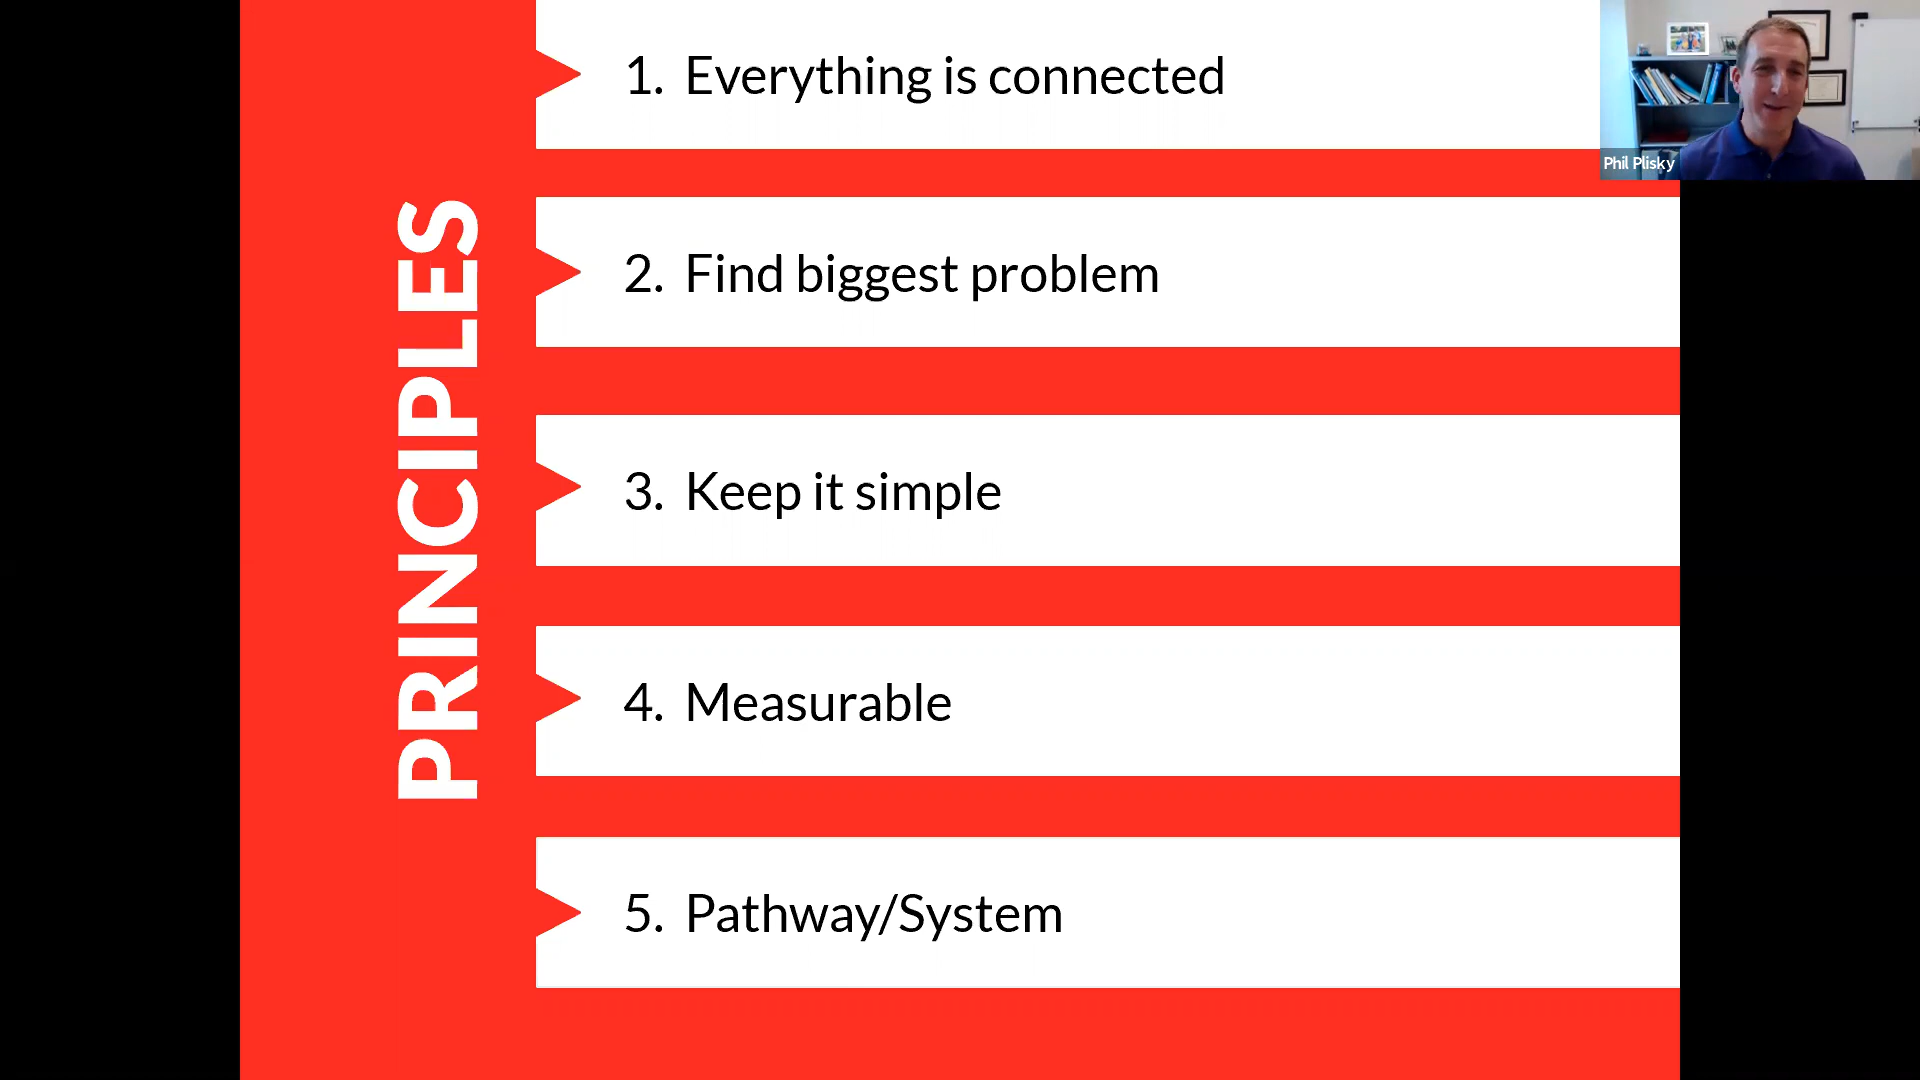 PRINCIPLES
1. Everything is connected
2. Find biggest problem
3. Keep it simple
4. Measurable
5. Pathway/System
Phil Plisky